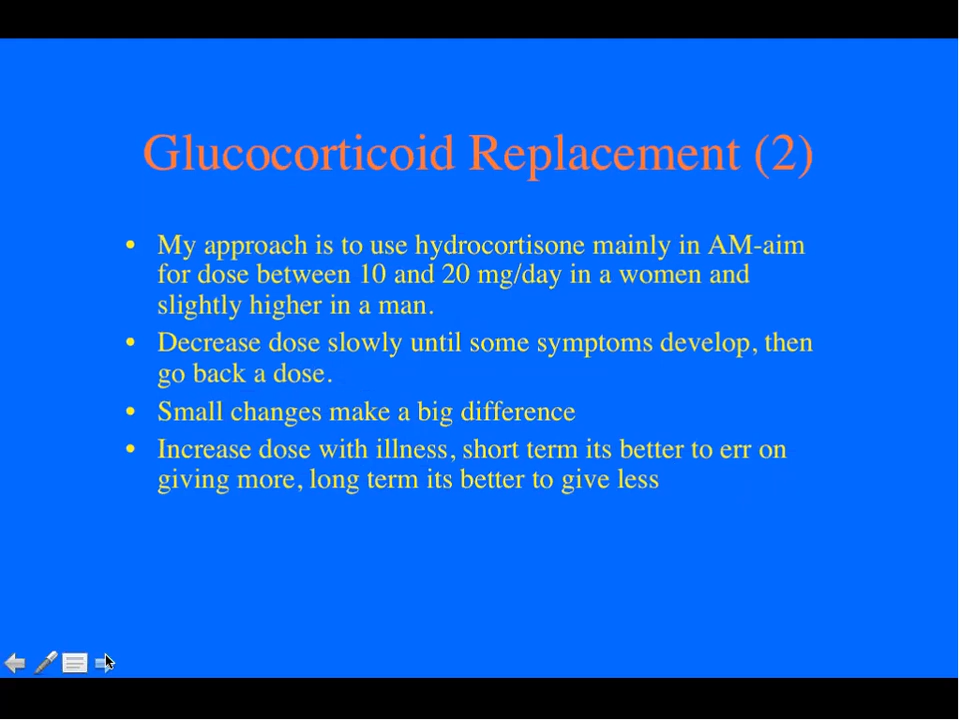 Glucocorticoid Replacement (2)
• My approach is to use hydrocortisone mainly in AM-aim
for dose between 10 and 20 mg/day in a women and
slightly higher in a man.
• Decrease dose slowly until some symptoms develop, then
go back a dose.
• Small changes make a big difference
• Increase dose with illness, short term its better to err on
giving more, long term its better to give less